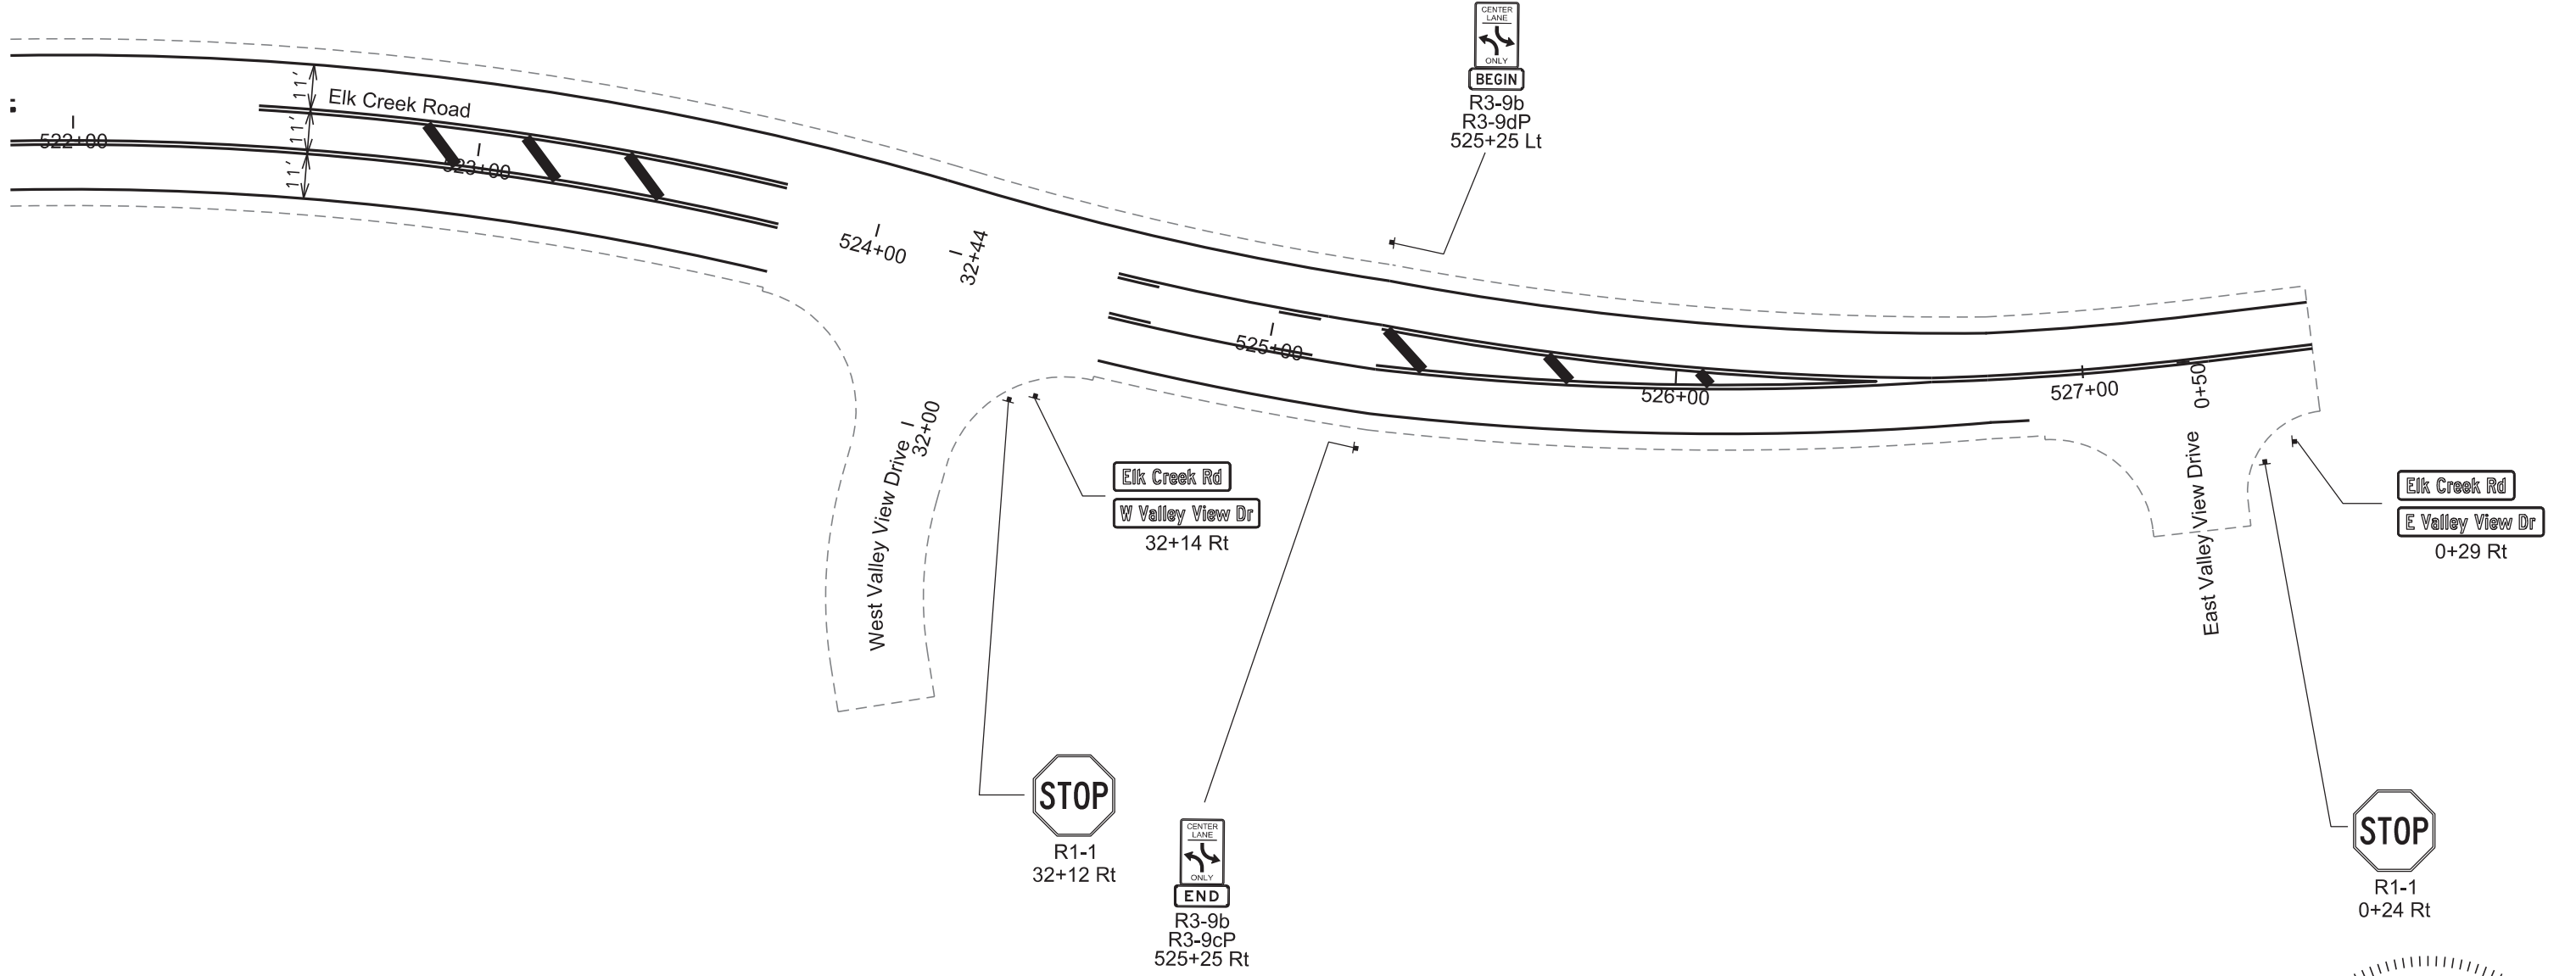 CENTER
LANE
ONLY
BEGIN
R3-9b
R3-9dP
525+25 Lt
11'
11'
11'
Elk Creek Road
522+00
523+00
524+00
32+44
525+00
526+00
527+00
0+50
32+00
West Valley View Drive
East Valley View Drive
Elk Creek Rd
W Valley View Dr
32+14 Rt
Elk Creek Rd
E Valley View Dr
0+29 Rt
STOP
R1-1
32+12 Rt
CENTER
LANE
ONLY
END
R3-9b
R3-9cP
525+25 Rt
STOP
R1-1
0+24 Rt